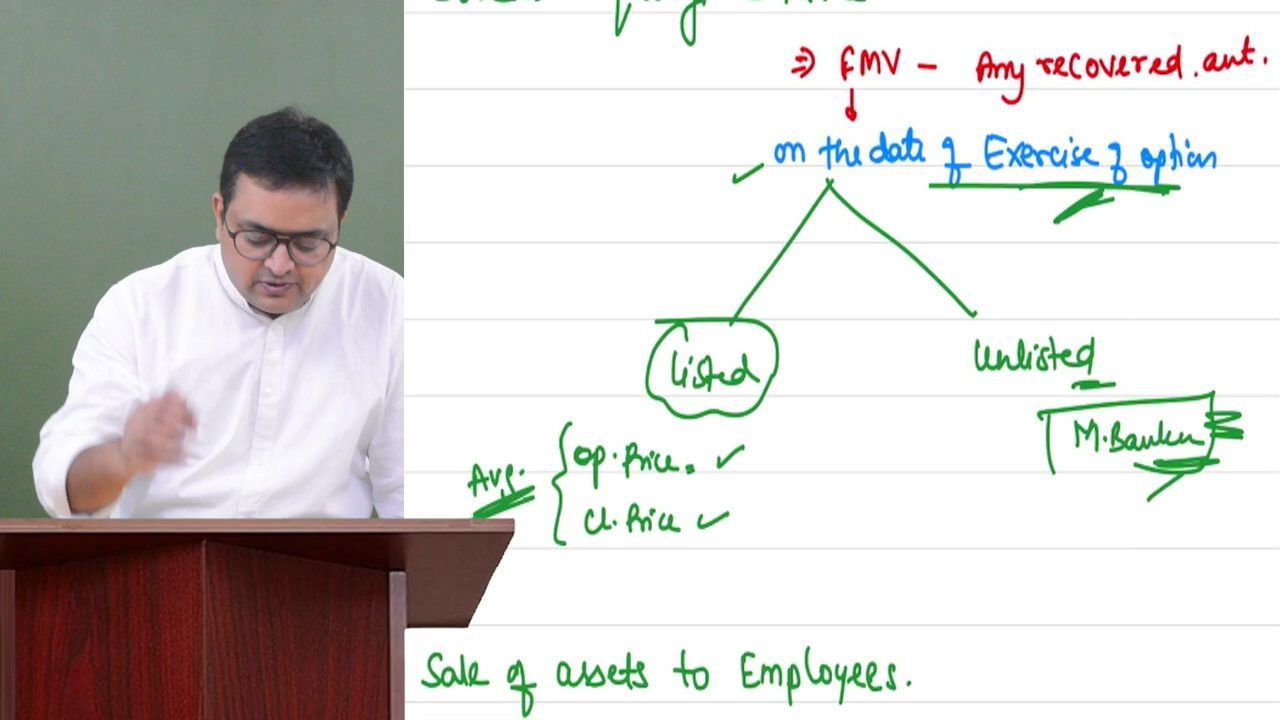 ⇒ FMV - Any recovered. amt.
on the date of Exercise of option
Listed
Unlisted
M.Banker
Avg. { Op. Price.
Cl. Price
Sale of assets to Employees.